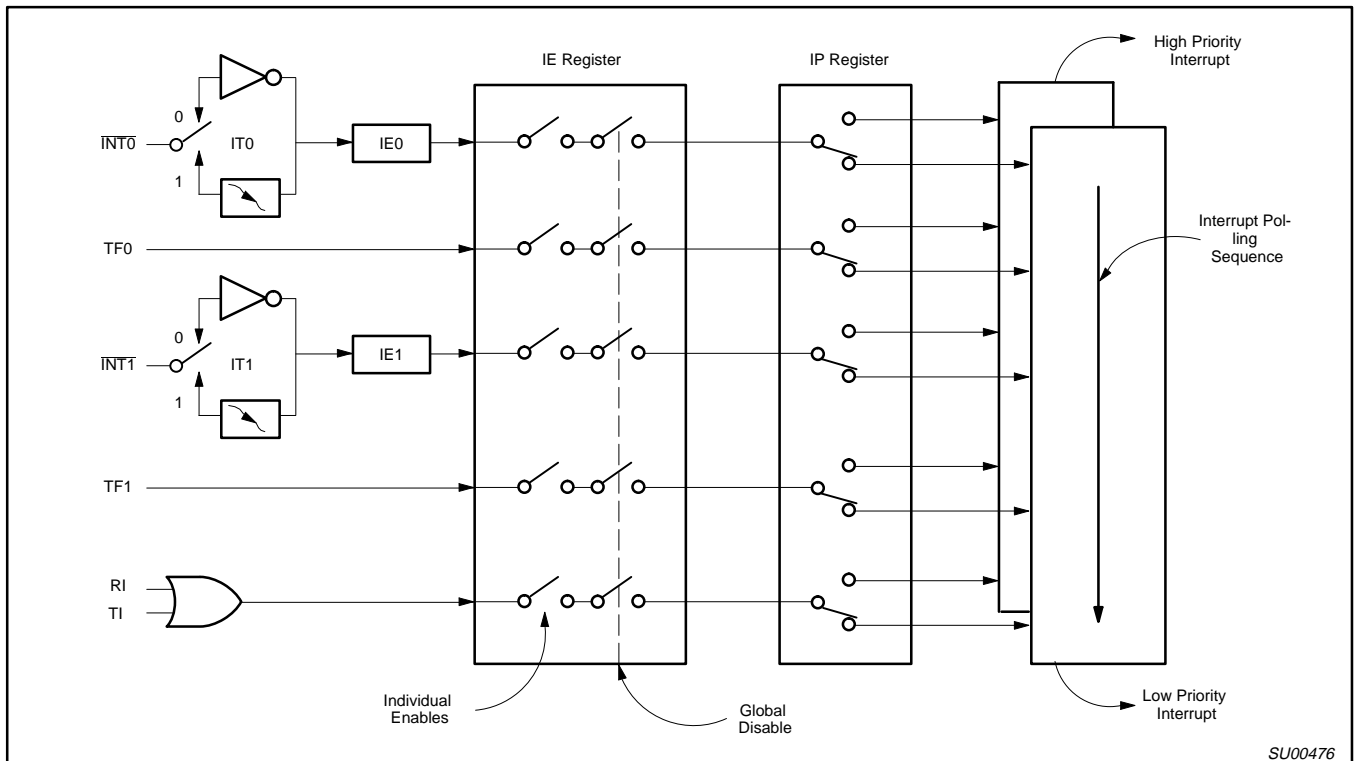 High Priority
Interrupt
IE Register
IP Register
0
INT0
IT0
IE0
1
TF0
Interrupt Pol-
ling
Sequence
0
INT1
IT1
IE1
1
TF1
RI
TI
Individual
Enables
Global
Disable
Low Priority
Interrupt
SU00476